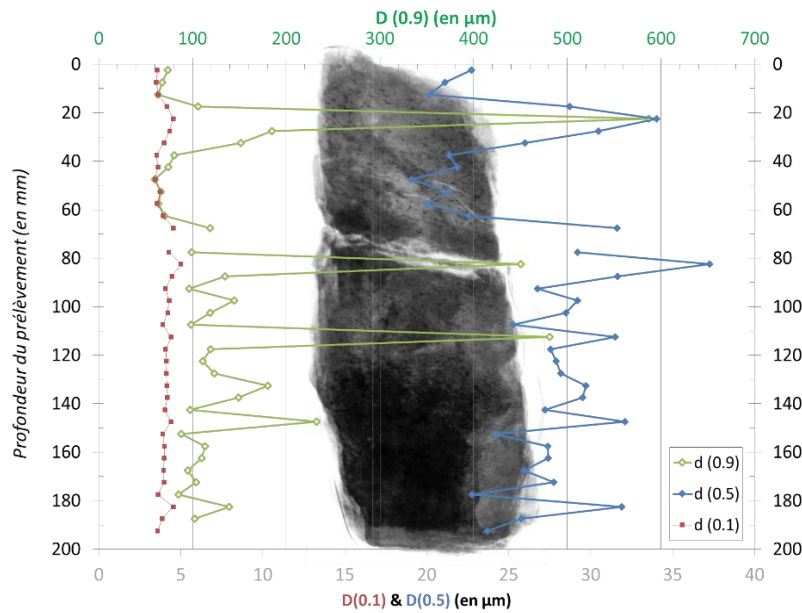 D (0.9) (en µm)
0 100 200 300 400 500 600 700
0 0
20 20
40 40
60 60
80 80
100 100
120 120
140 140
160 160
180 180
200 200
Profondeur du prélèvement (en mm)
d (0.9)
d (0.5)
d (0.1)
0 5 10 15 20 25 30 35 40
D(0.1) & D(0.5) (en µm)